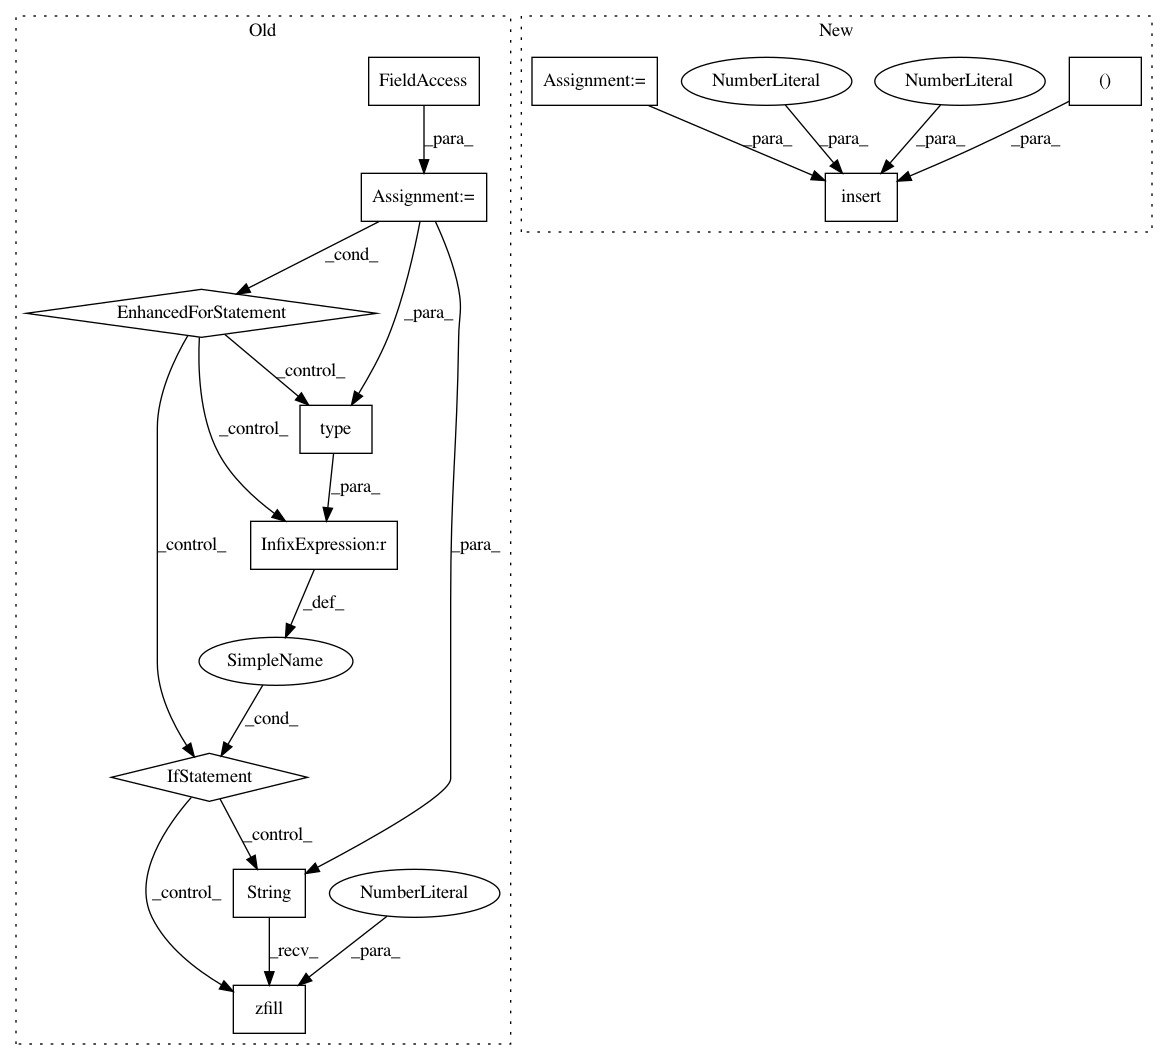 Old
New
FieldAccess
Assignment:=
NumberLiteral
NumberLiteral
()
_para_
_para_
_para_
_para_
_para_
Assignment:=
insert
_cond_
EnhancedForStatement
_para_
_control_
type
_control_
_para_
_control_
_para_
InfixExpression:r
_def_
SimpleName
_cond_
IfStatement
_control_
_control_
String
NumberLiteral
_recv_
_para_
zfill